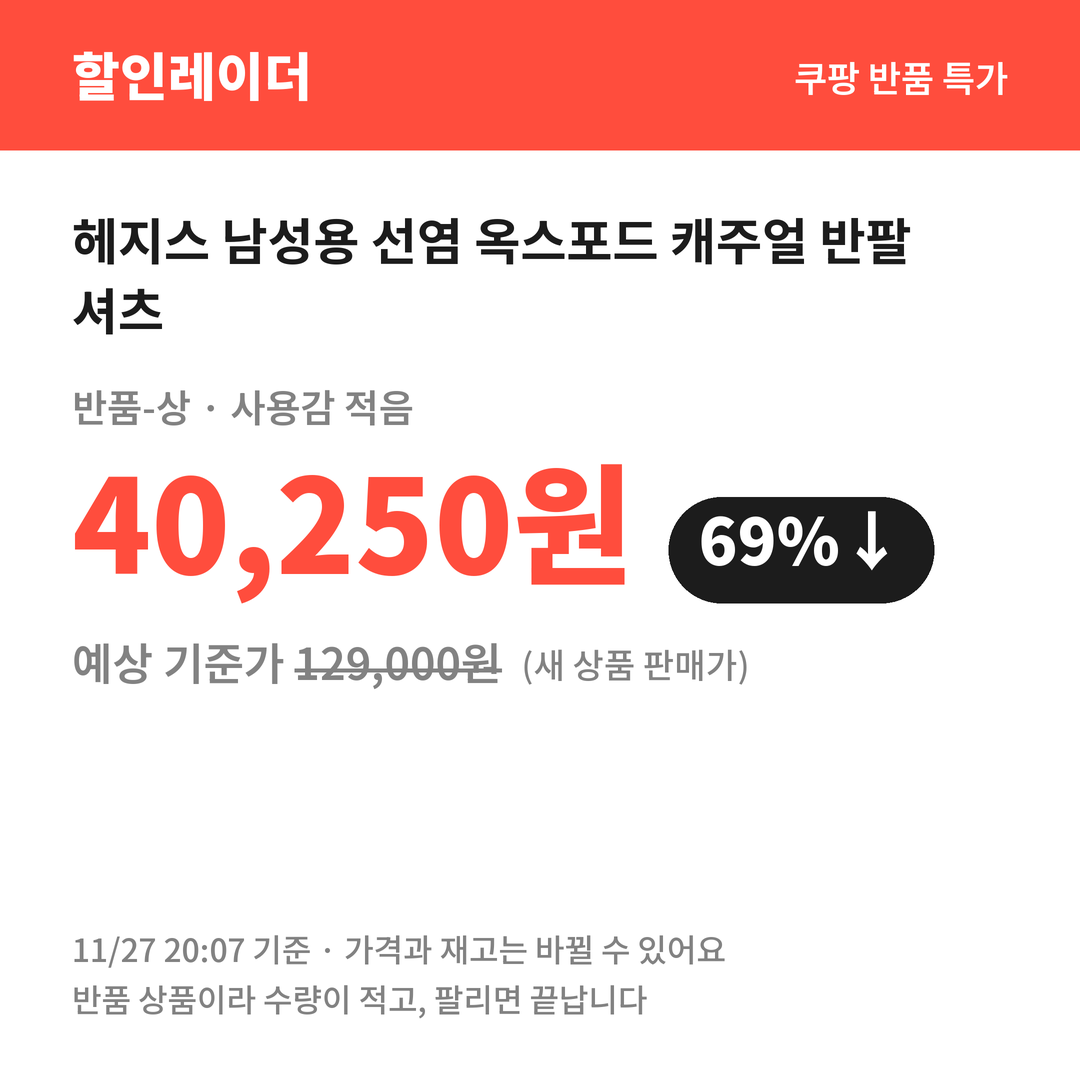 할인레이더
쿠팡 반품 특가
헤지스 남성용 선염 옥스포드 캐주얼 반팔
셔츠
반품-상 · 사용감 적음
40,250원
69%↓
예상 기준가 129,000원 (새 상품 판매가)
11/27 20:07 기준 · 가격과 재고는 바뀔 수 있어요
반품 상품이라 수량이 적고, 팔리면 끝납니다